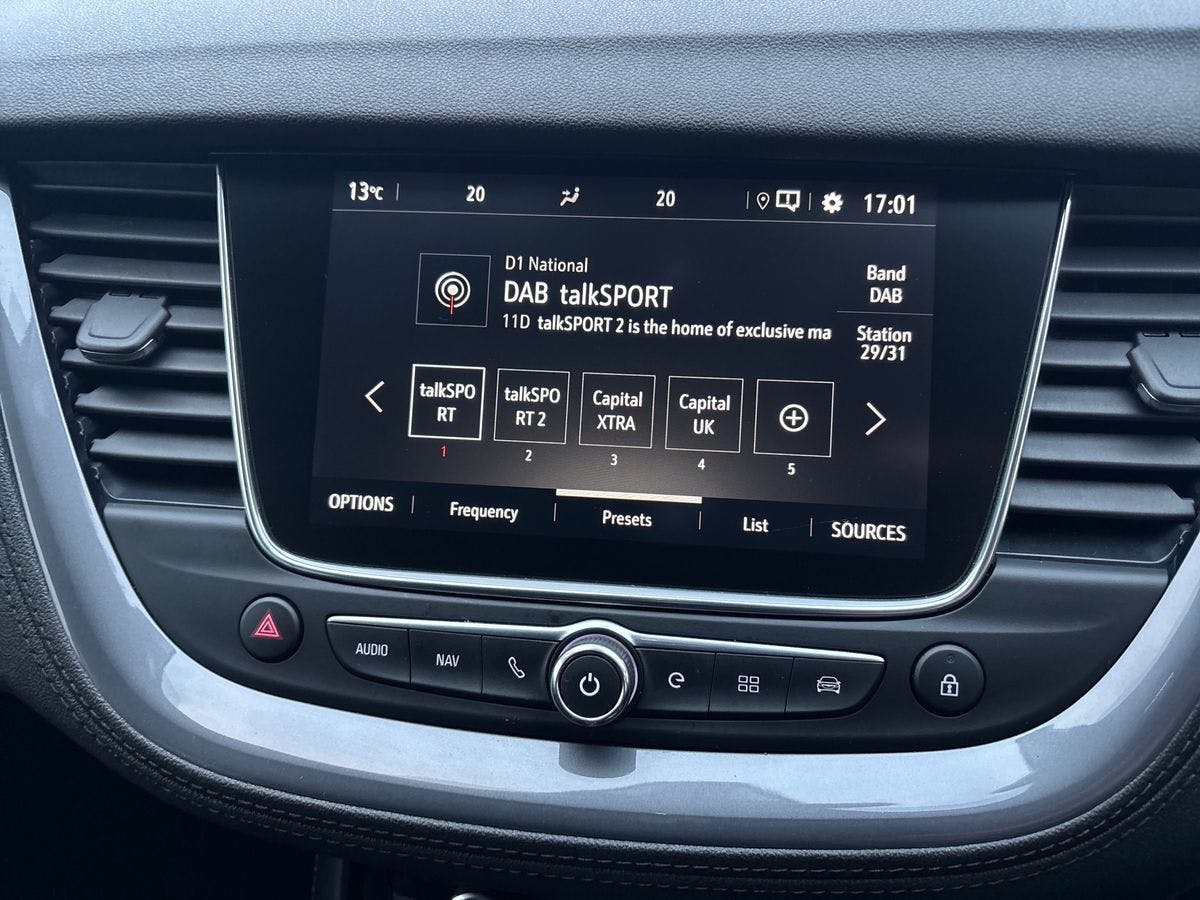 13°C 20 20 17:01
D1 National
DAB talkSPORT
11D talkSPORT 2 is the home of exclusive ma
Band
DAB
Station
29/31
talkSPO
RT
talkSPO
RT 2
Capital
XTRA
Capital
UK
1 2 3 4 5
OPTIONS Frequency Presets List SOURCES
AUDIO NAV